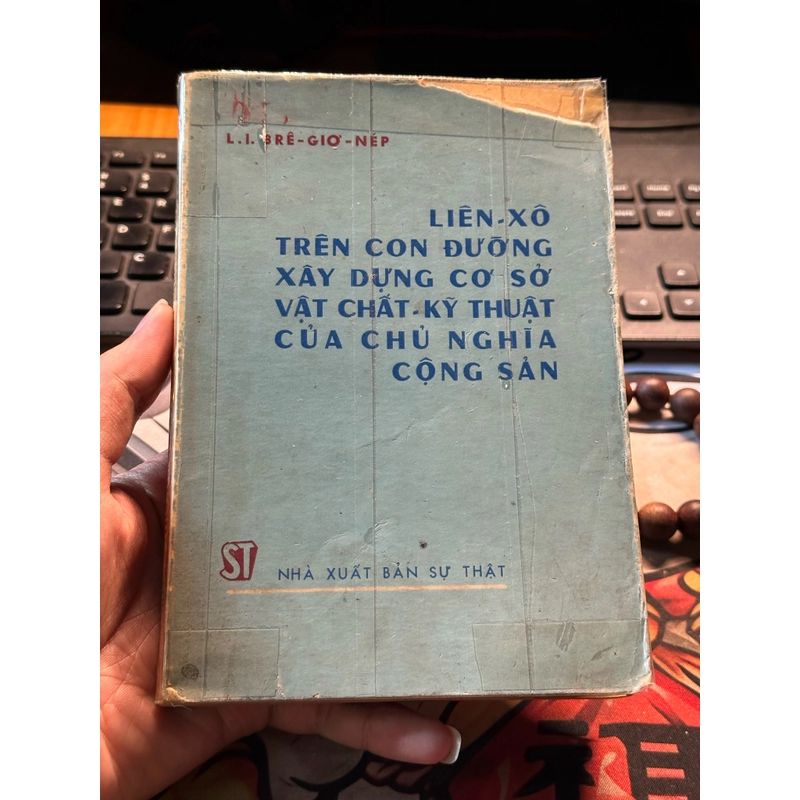 L.I. BRÊ-GIƠ-NÉP
LIÊN-XÔ
TRÊN CON ĐƯỜNG
XÂY DỰNG CƠ SỞ
VẬT CHẤT-KỸ THUẬT
CỦA CHỦ NGHĨA
CỘNG SẢN
ST
NHÀ XUẤT BẢN SỰ THẬT